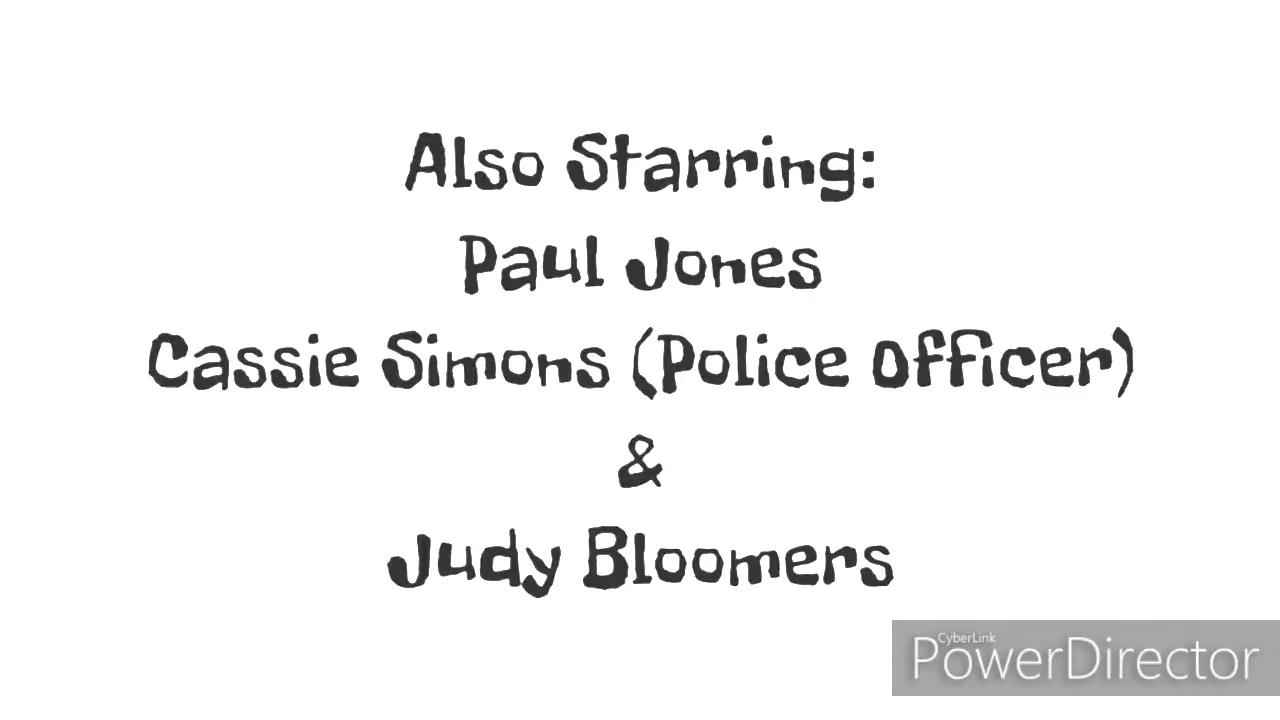 Also Starring:
Paul Jones
Cassie Simons (Police Officer)
&
Judy Bloomers
CyberLink
PowerDirector